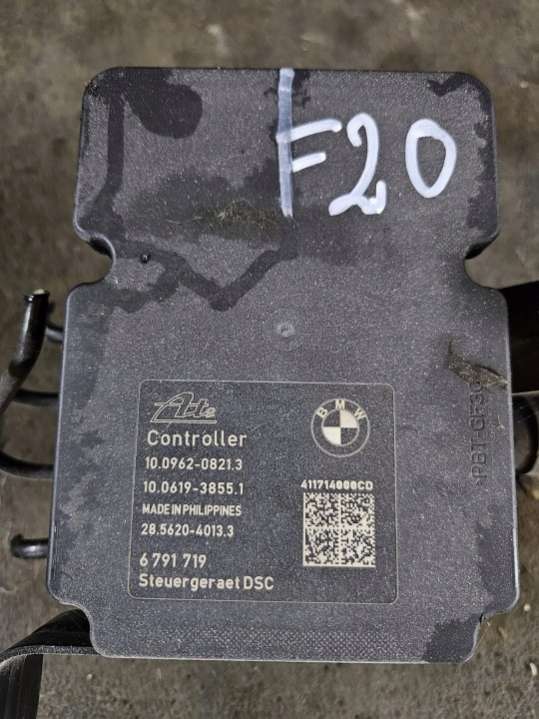 F20
Ate
BMW
Controller
10.0962-0821.3
10.0619-3855.1
411714000CD
MADE IN PHILIPPINES
28.5620-4013.3
6 791 719
Steuergeraet DSC